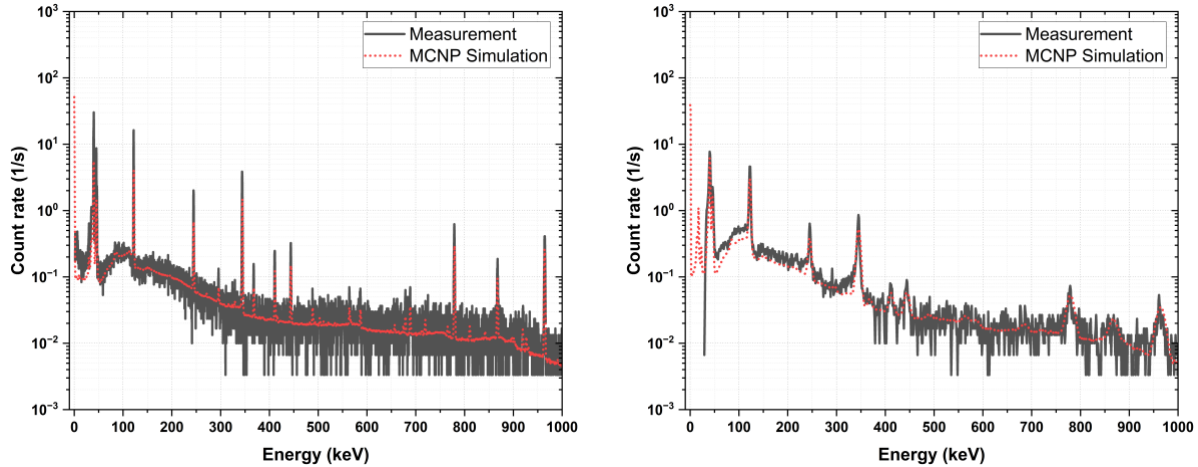 Measurement
MCNP Simulation
10³
10²
10¹
10⁰
10⁻¹
10⁻²
10⁻³
Count rate (1/s)
0 100 200 300 400 500 600 700 800 900 1000
Energy (keV)
Measurement
MCNP Simulation
10³
10²
10¹
10⁰
10⁻¹
10⁻²
10⁻³
Count rate (1/s)
0 100 200 300 400 500 600 700 800 900 1000
Energy (keV)